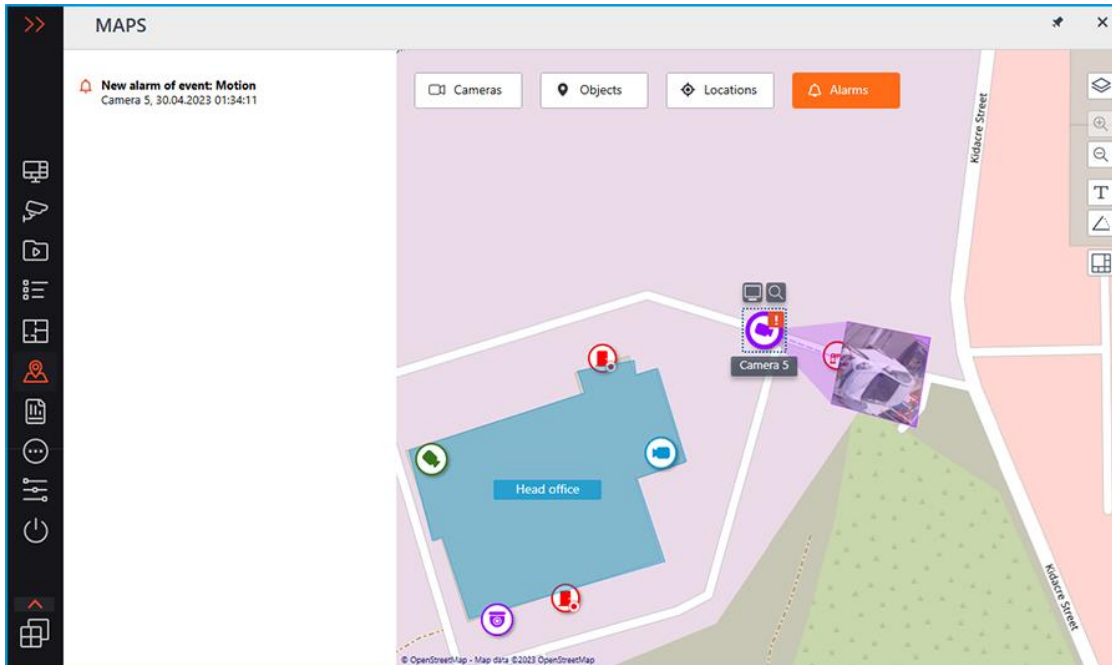 MAPS
New alarm of event: Motion
Camera 5, 30.04.2023 01:34:11
Cameras
Objects
Locations
Alarms
Kidacre Street
Camera 5
Head office
Kidacre Street
© OpenStreetMap - Map data ©2023 OpenStreetMap
T